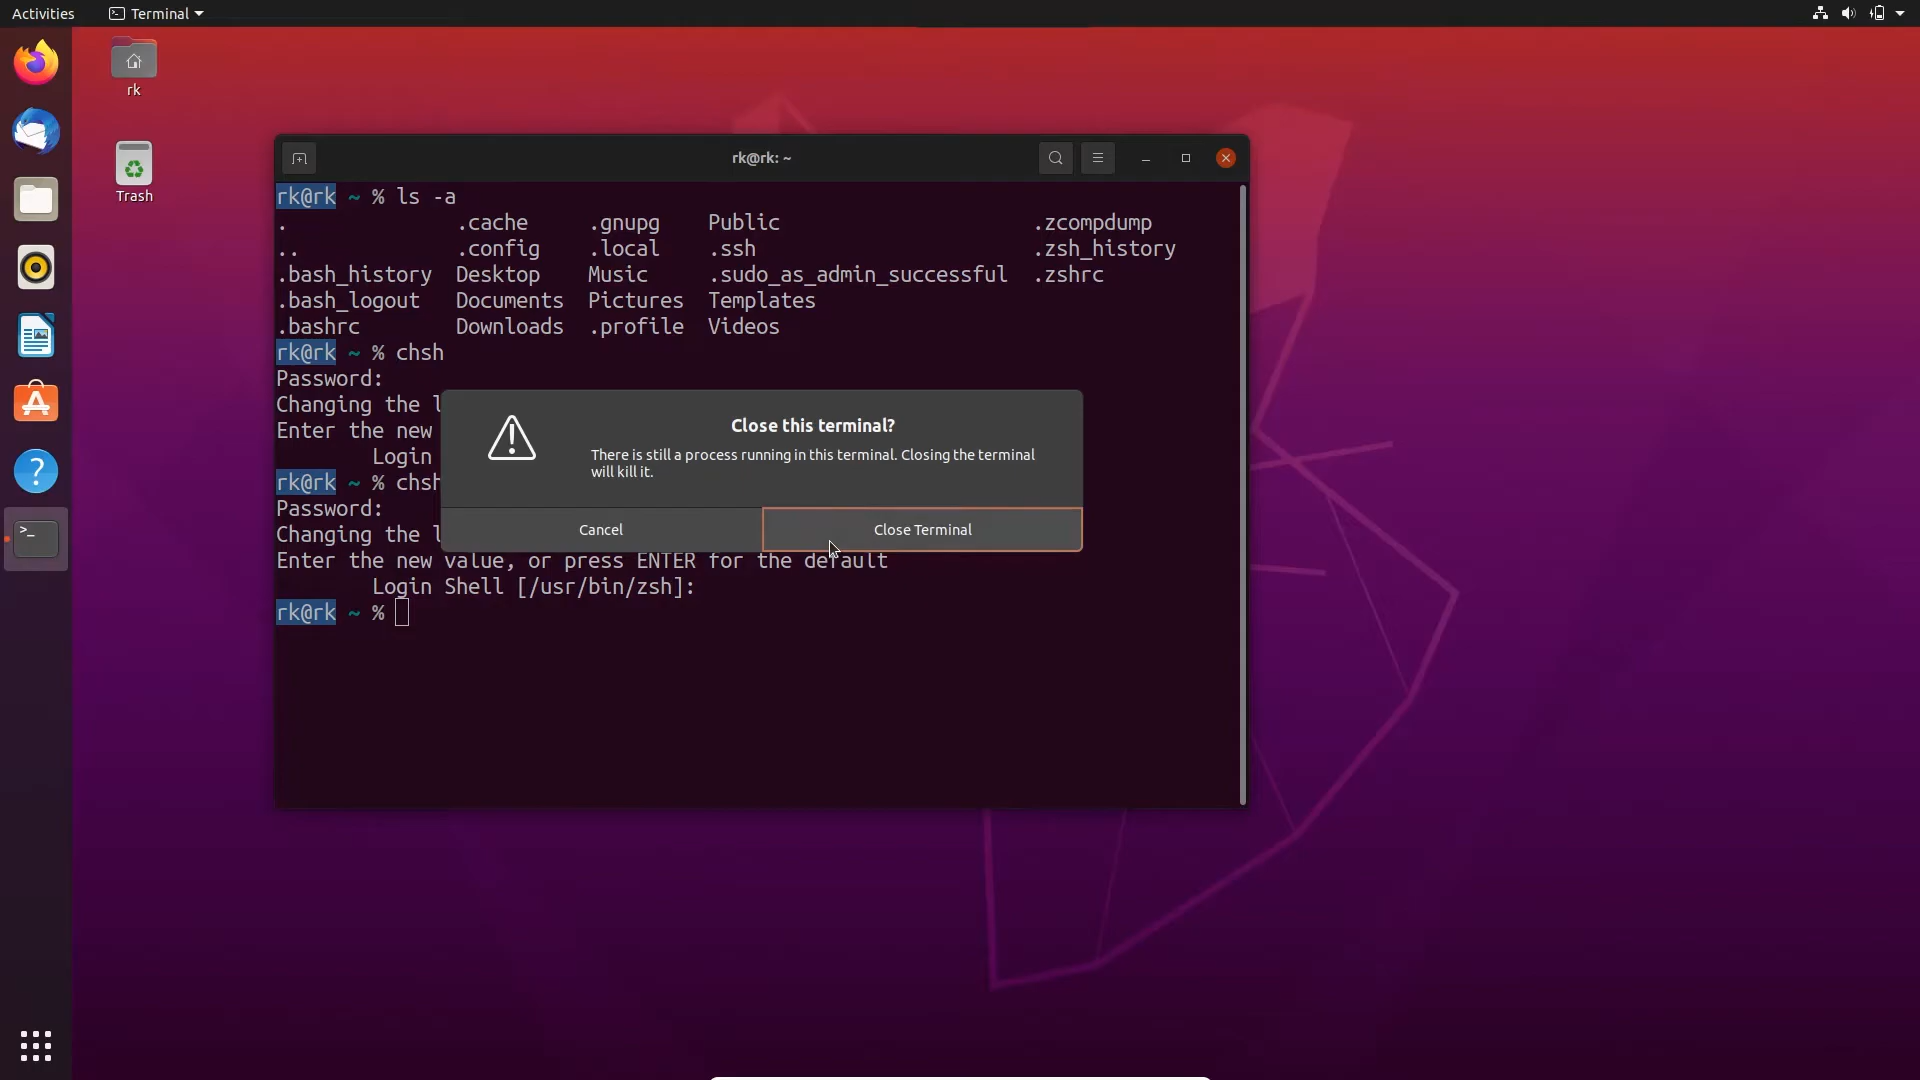 Activities
Terminal
rk
Trash
rk@rk: ~
rk@rk ~ % ls -a
. .cache .gnupg Public .zcompdump
.. .config .local .ssh .zsh_history
.bash_history Desktop Music .sudo_as_admin_successful .zshrc
.bash_logout Documents Pictures Templates
.bashrc Downloads .profile Videos
rk@rk ~ % chsh
Password:
Changing the l
Enter the new
Login
rk@rk ~ % chsh
Password:
Changing the l
Enter the new value, or press ENTER for the default
Login Shell [/usr/bin/zsh]:
rk@rk ~ %
Close this terminal?
There is still a process running in this terminal. Closing the terminal
will kill it.
Cancel
Close Terminal